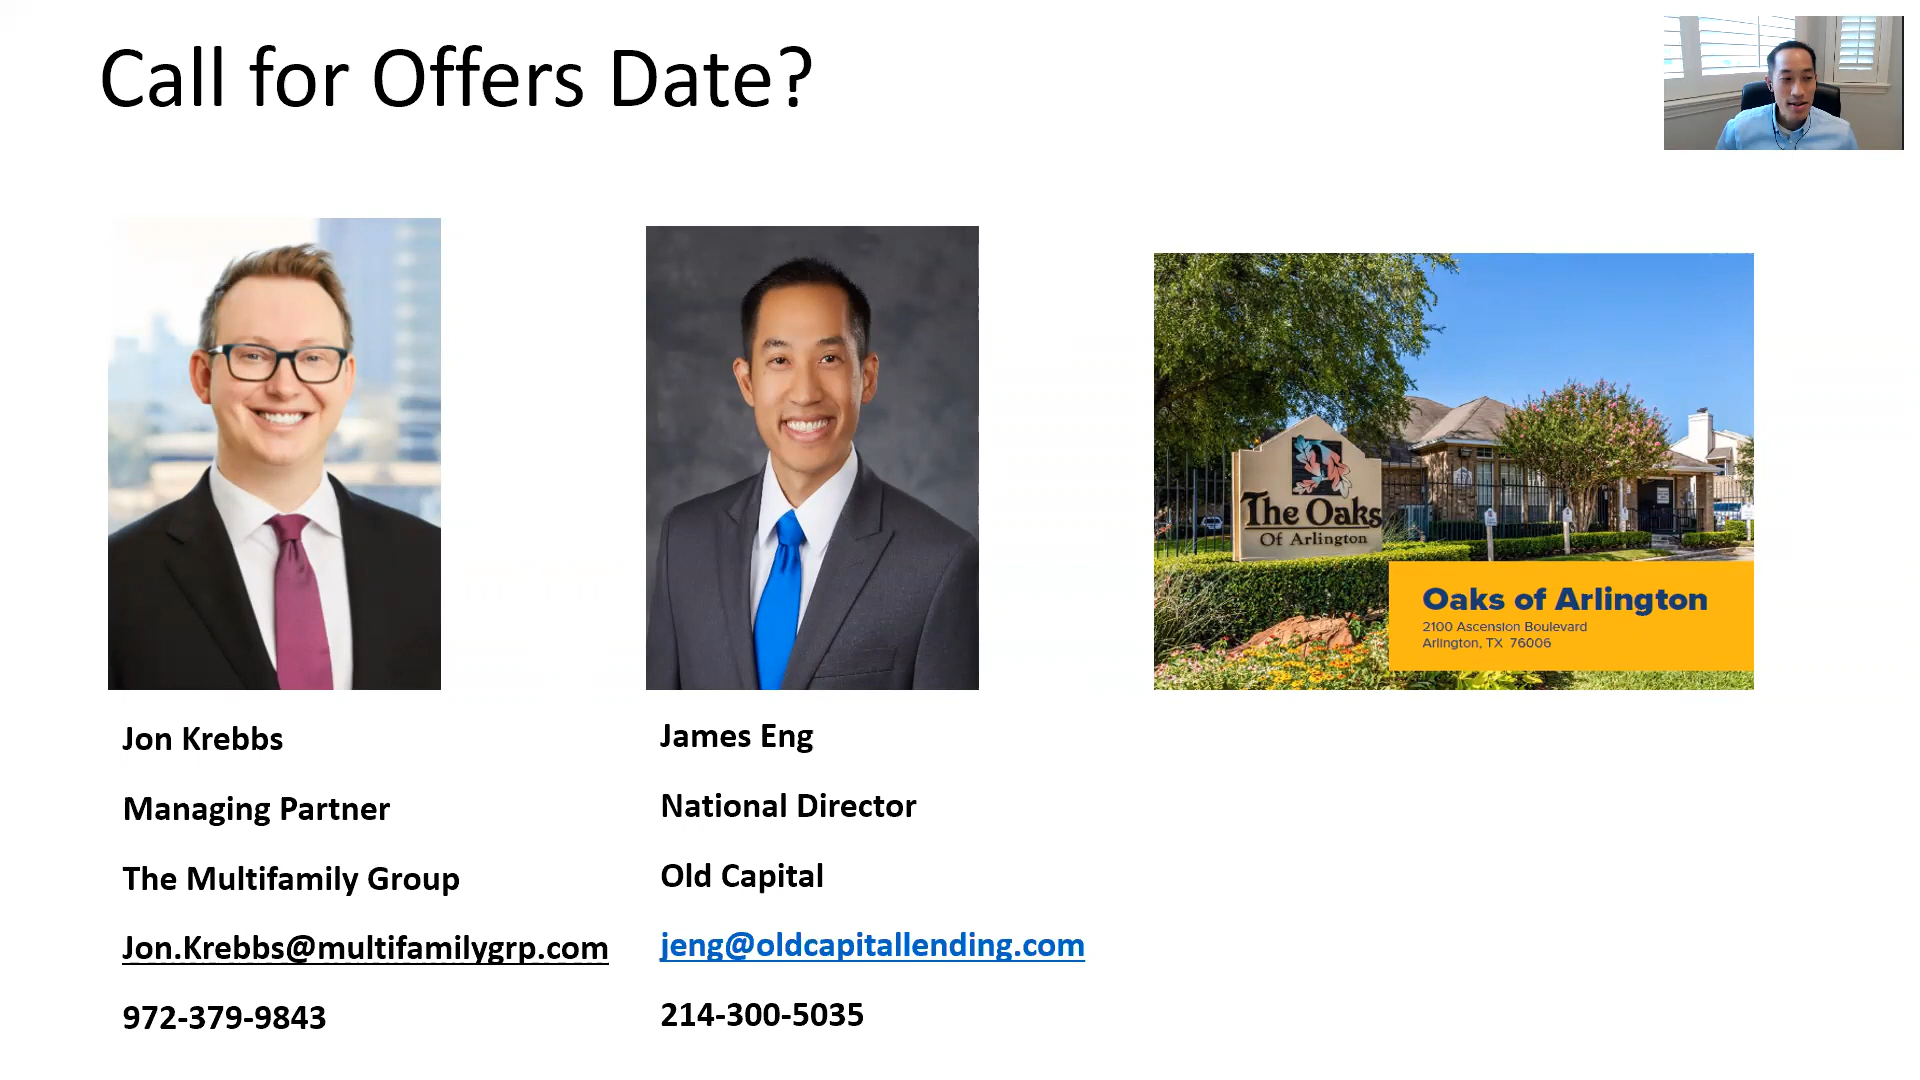 Call for Offers Date?
The Oaks
Of Arlington
Oaks of Arlington
2100 Ascension Boulevard
Arlington, TX 76006
Jon Krebbs
Managing Partner
The Multifamily Group
Jon.Krebbs@multifamilygrp.com
972-379-9843
James Eng
National Director
Old Capital
jeng@oldcapitallending.com
214-300-5035